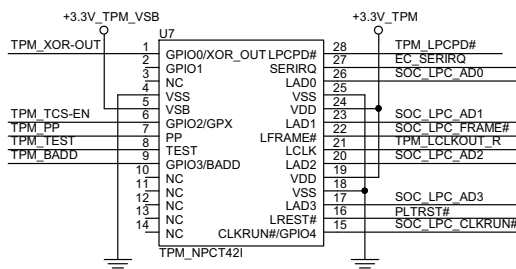 +3.3V_TPM_VSB
+3.3V_TPM
U7
TPM_XOR-OUT 1 GPIO0/XOR_OUT LPCPD# 28 TPM_LPCPD#
2 GPIO1 SERIRQ 27 EC_SERIRQ
3 NC LAD0 26 SOC_LPC_AD0
4 VSS VSS 25
5 VSB VDD 24
TPM_TCS-EN 6 GPIO2/GPX LAD1 23 SOC_LPC_AD1
TPM_PP 7 PP LFRAME# 22 SOC_LPC_FRAME#
TPM_TEST 8 TEST LCLK 21 TPM_LCLKOUT_R
TPM_BADD 9 GPIO3/BADD LAD2 20 SOC_LPC_AD2
10 NC VDD 19
11 NC VSS 18
12 NC LAD3 17 SOC_LPC_AD3
13 NC LREST# 16 PLTRST#
14 NC CLKRUN#/GPIO4 15 SOC_LPC_CLKRUN#
TPM_NPCT42I